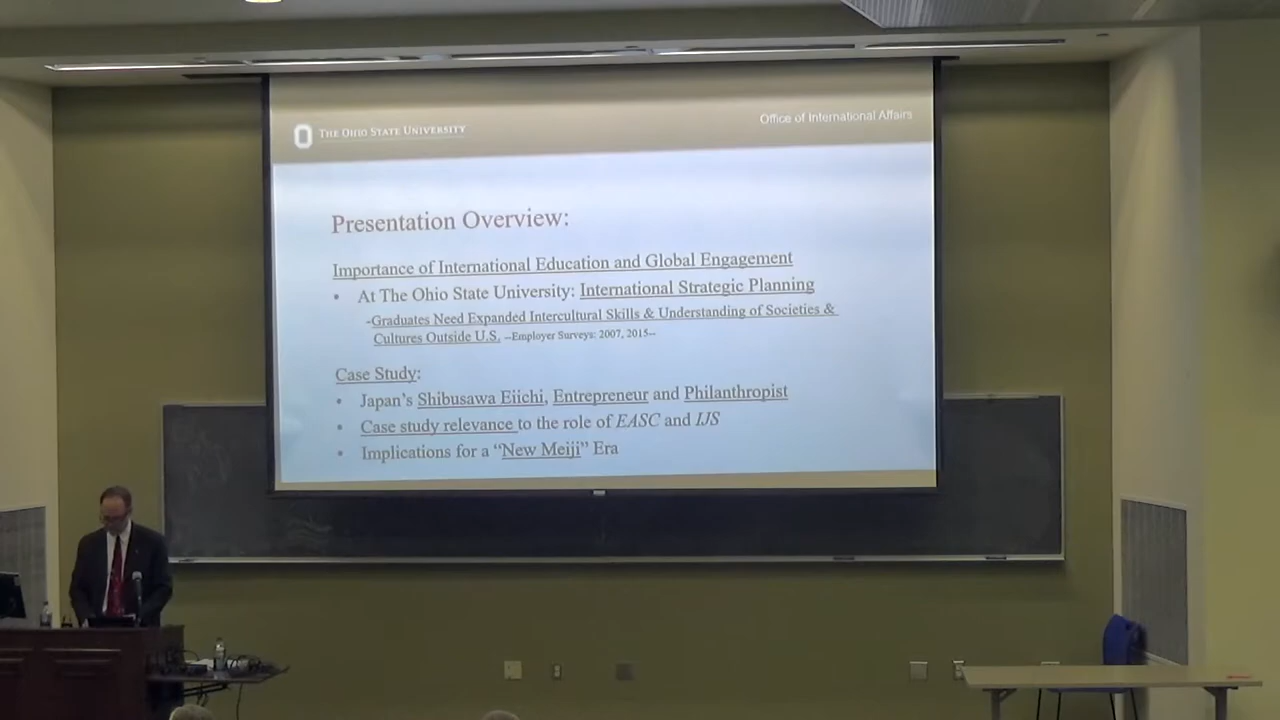 THE OHIO STATE UNIVERSITY
Office of International Affairs
Presentation Overview:
Importance of International Education and Global Engagement
• At The Ohio State University: International Strategic Planning
-Graduates Need Expanded Intercultural Skills & Understanding of Societies &
Cultures Outside U.S. --Employer Surveys: 2007, 2015--
Case Study:
• Japan's Shibusawa Eiichi, Entrepreneur and Philanthropist
• Case study relevance to the role of EASC and IJS
• Implications for a “New Meiji” Era